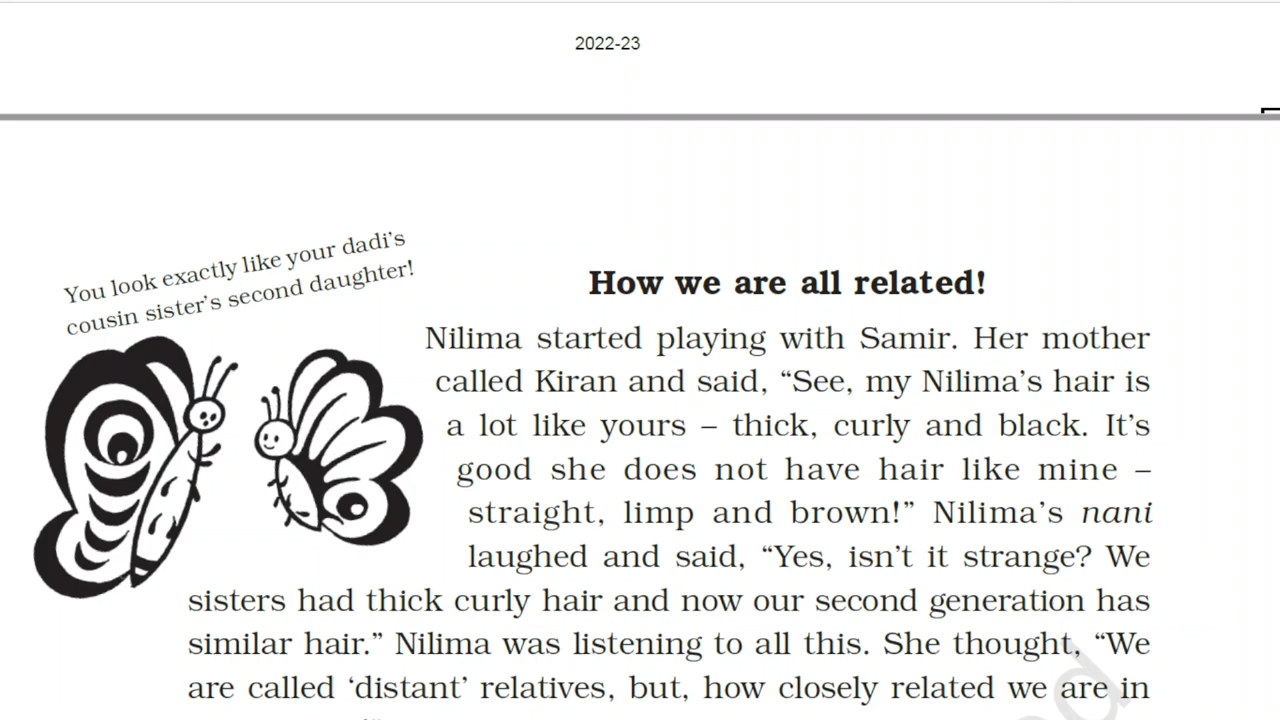 2022-23
You look exactly like your dadi's
cousin sister's second daughter!
How we are all related!
Nilima started playing with Samir. Her mother
called Kiran and said, “See, my Nilima’s hair is
a lot like yours – thick, curly and black. It’s
good she does not have hair like mine –
straight, limp and brown!” Nilima’s nani
laughed and said, “Yes, isn’t it strange? We
sisters had thick curly hair and now our second generation has
similar hair.” Nilima was listening to all this. She thought, “We
are called ‘distant’ relatives, but, how closely related we are in